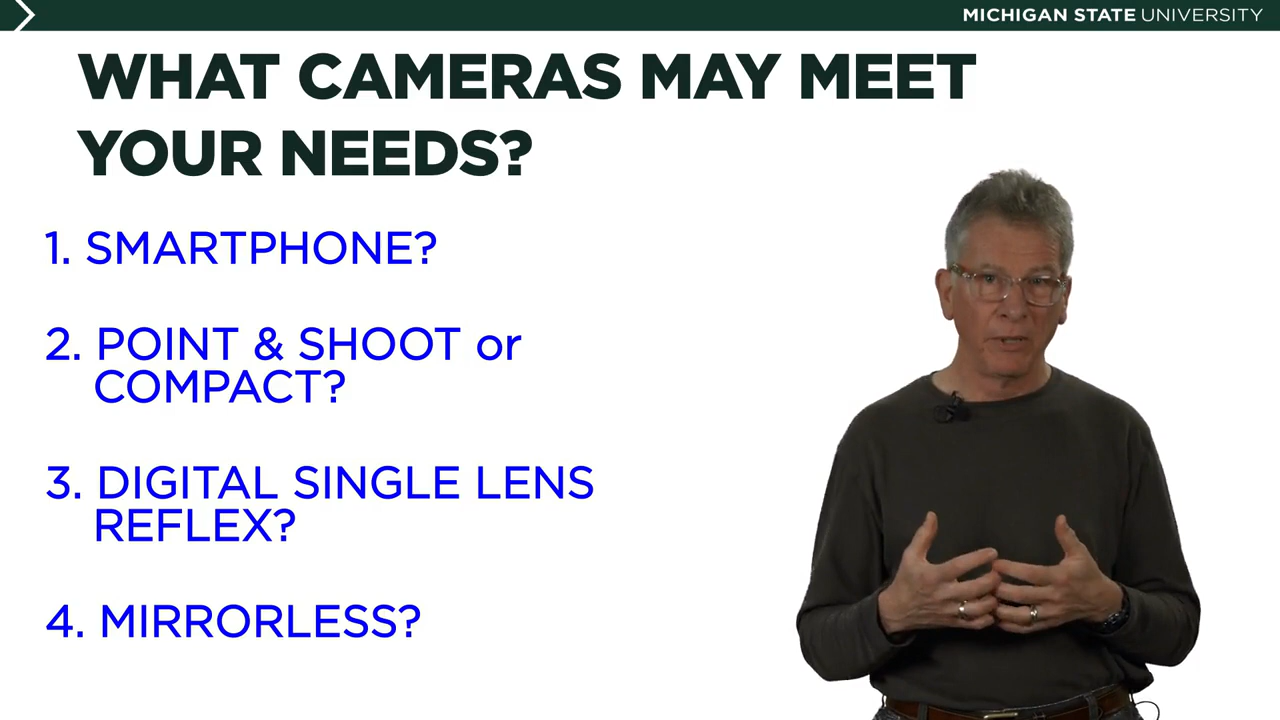 MICHIGAN STATE UNIVERSITY
WHAT CAMERAS MAY MEET
YOUR NEEDS?
1. SMARTPHONE?
2. POINT & SHOOT or
COMPACT?
3. DIGITAL SINGLE LENS
REFLEX?
4. MIRRORLESS?